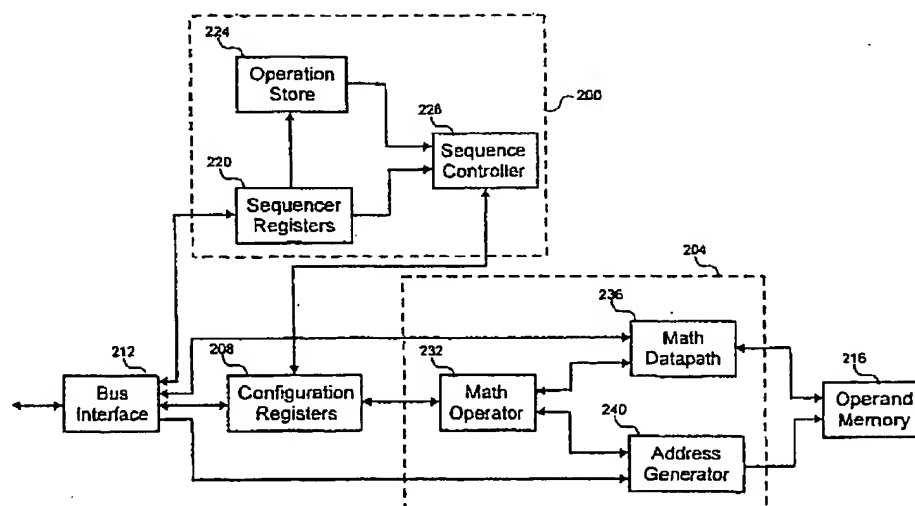 224
Operation
Store
200
226
Sequence
Controller
220
Sequencer
Registers
204
236
Math
Datapath
212
Bus
Interface
208
Configuration
Registers
232
Math
Operator
216
Operand
Memory
240
Address
Generator